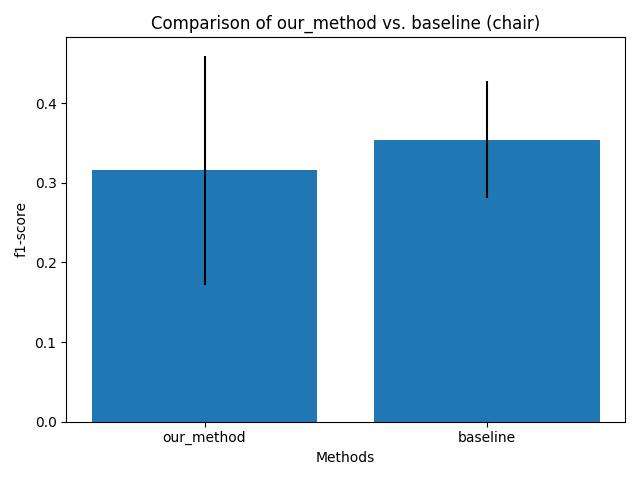 Comparison of our_method vs. baseline (chair)
f1-score
0.4
0.3
0.2
0.1
0.0
our_method baseline
Methods